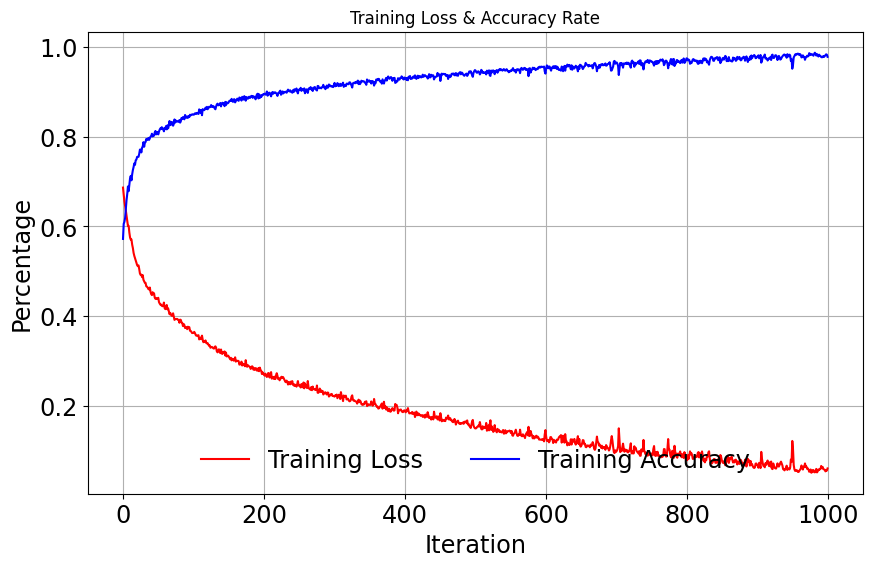 Training Loss & Accuracy Rate
1.0
0.8
0.6
0.4
0.2
Percentage
Training Loss Training Accuracy
0 200 400 600 800 1000
Iteration